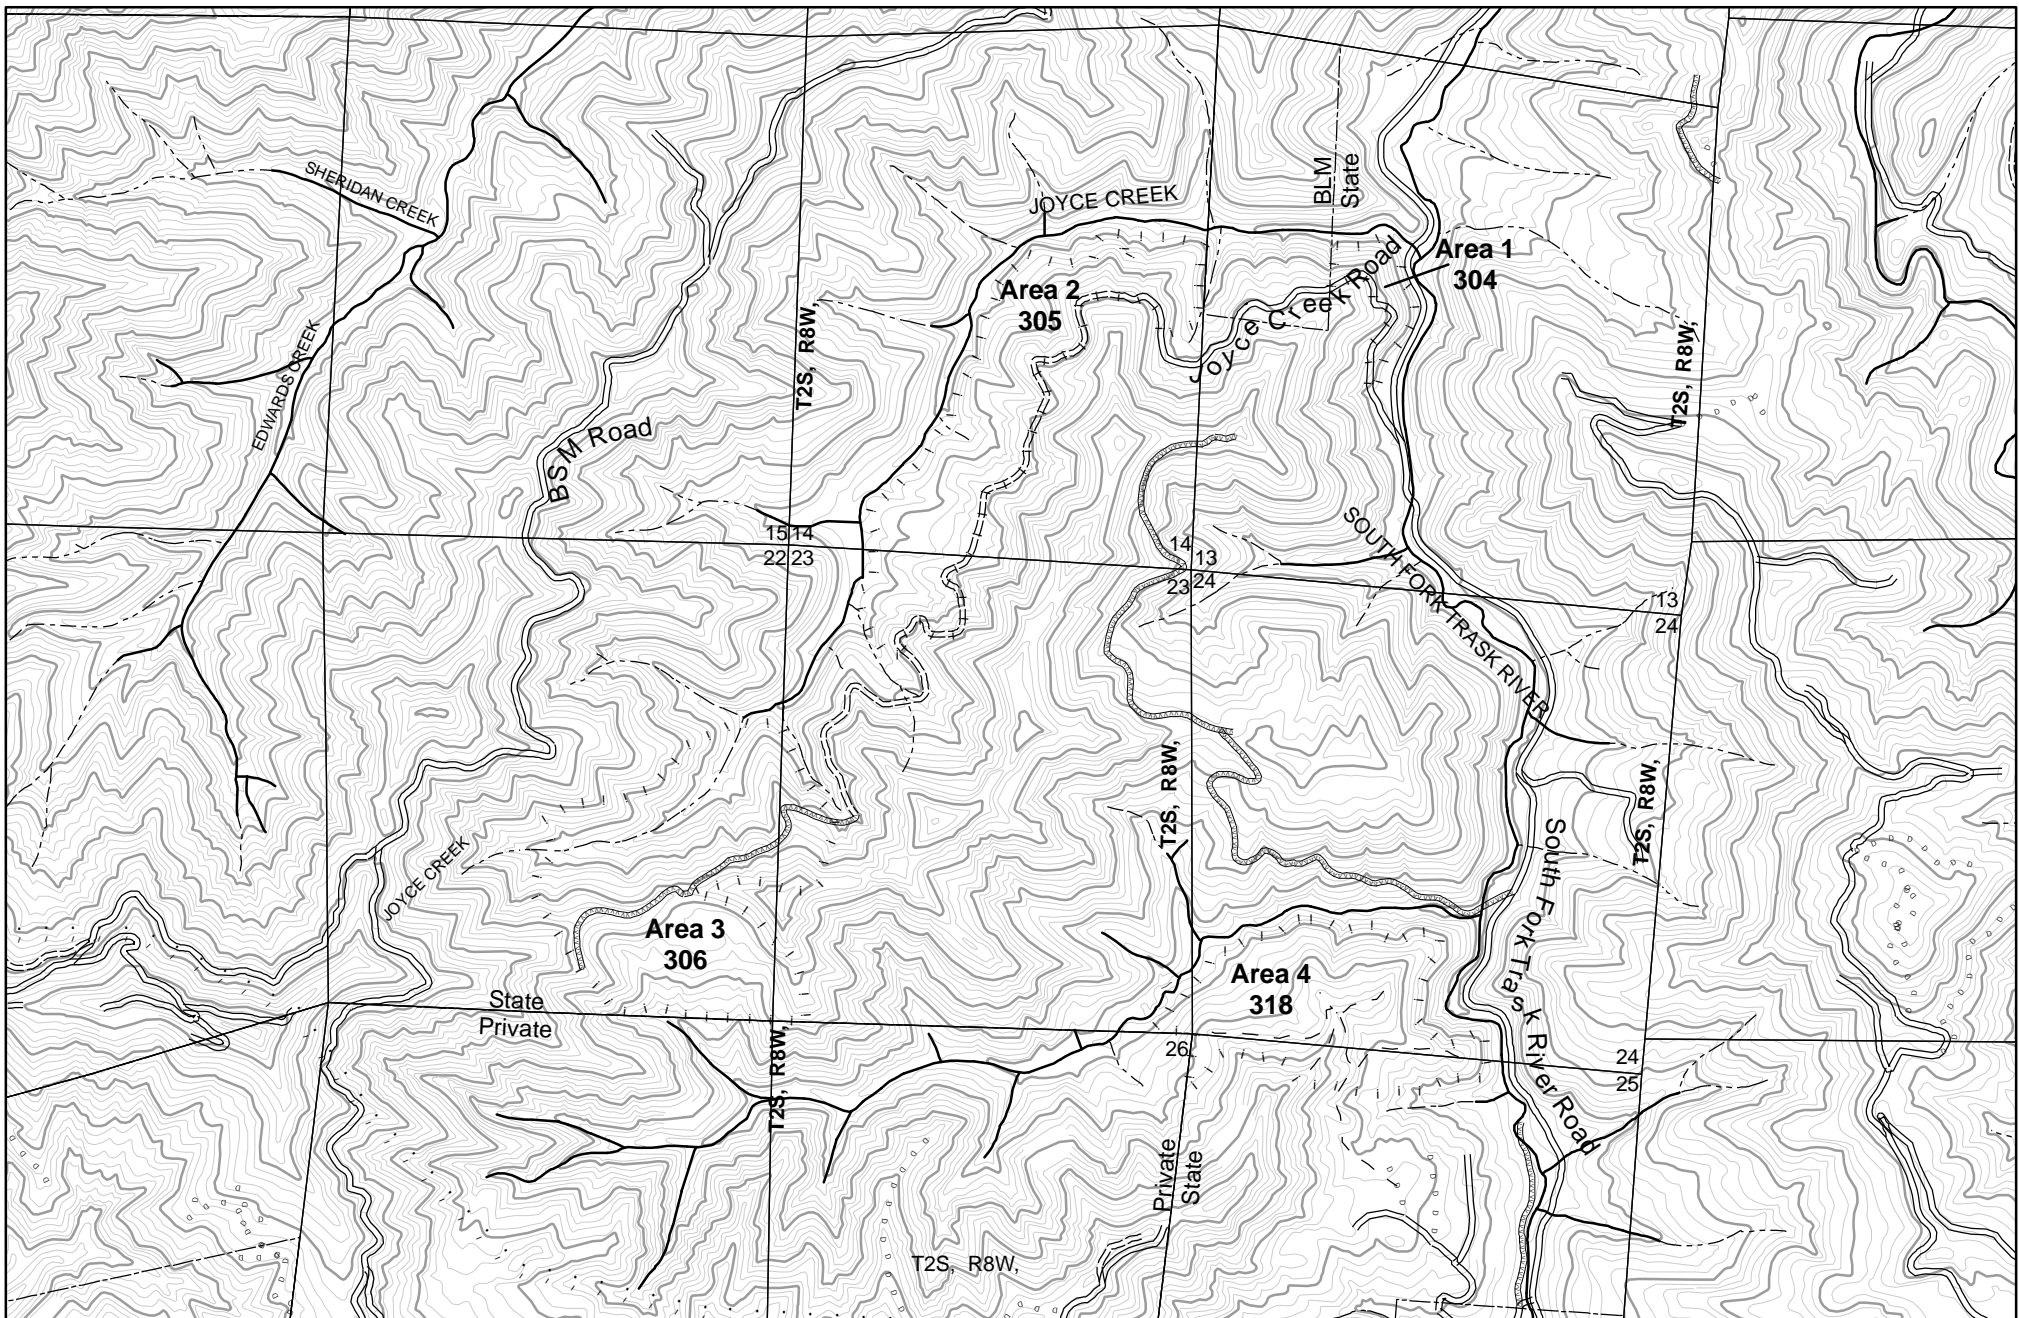 SHERIDAN CREEK
JOYCE CREEK
BLM
State
Area 1
304
Area 2
305
Joyce Creek Road
T2S, R8W,
T2S, R8W,
EDWARDS CREEK
BSM Road
SOUTH FORK TRASK RIVER
15 14
22 23
14
13
23 24
13
24
T2S, R8W,
T2S, R8W,
South Fork Trask River Road
JOYCE CREEK
Area 3
306
Area 4
318
State
Private
T2S, R8W,
26
24
25
Private
State
T2S, R8W,